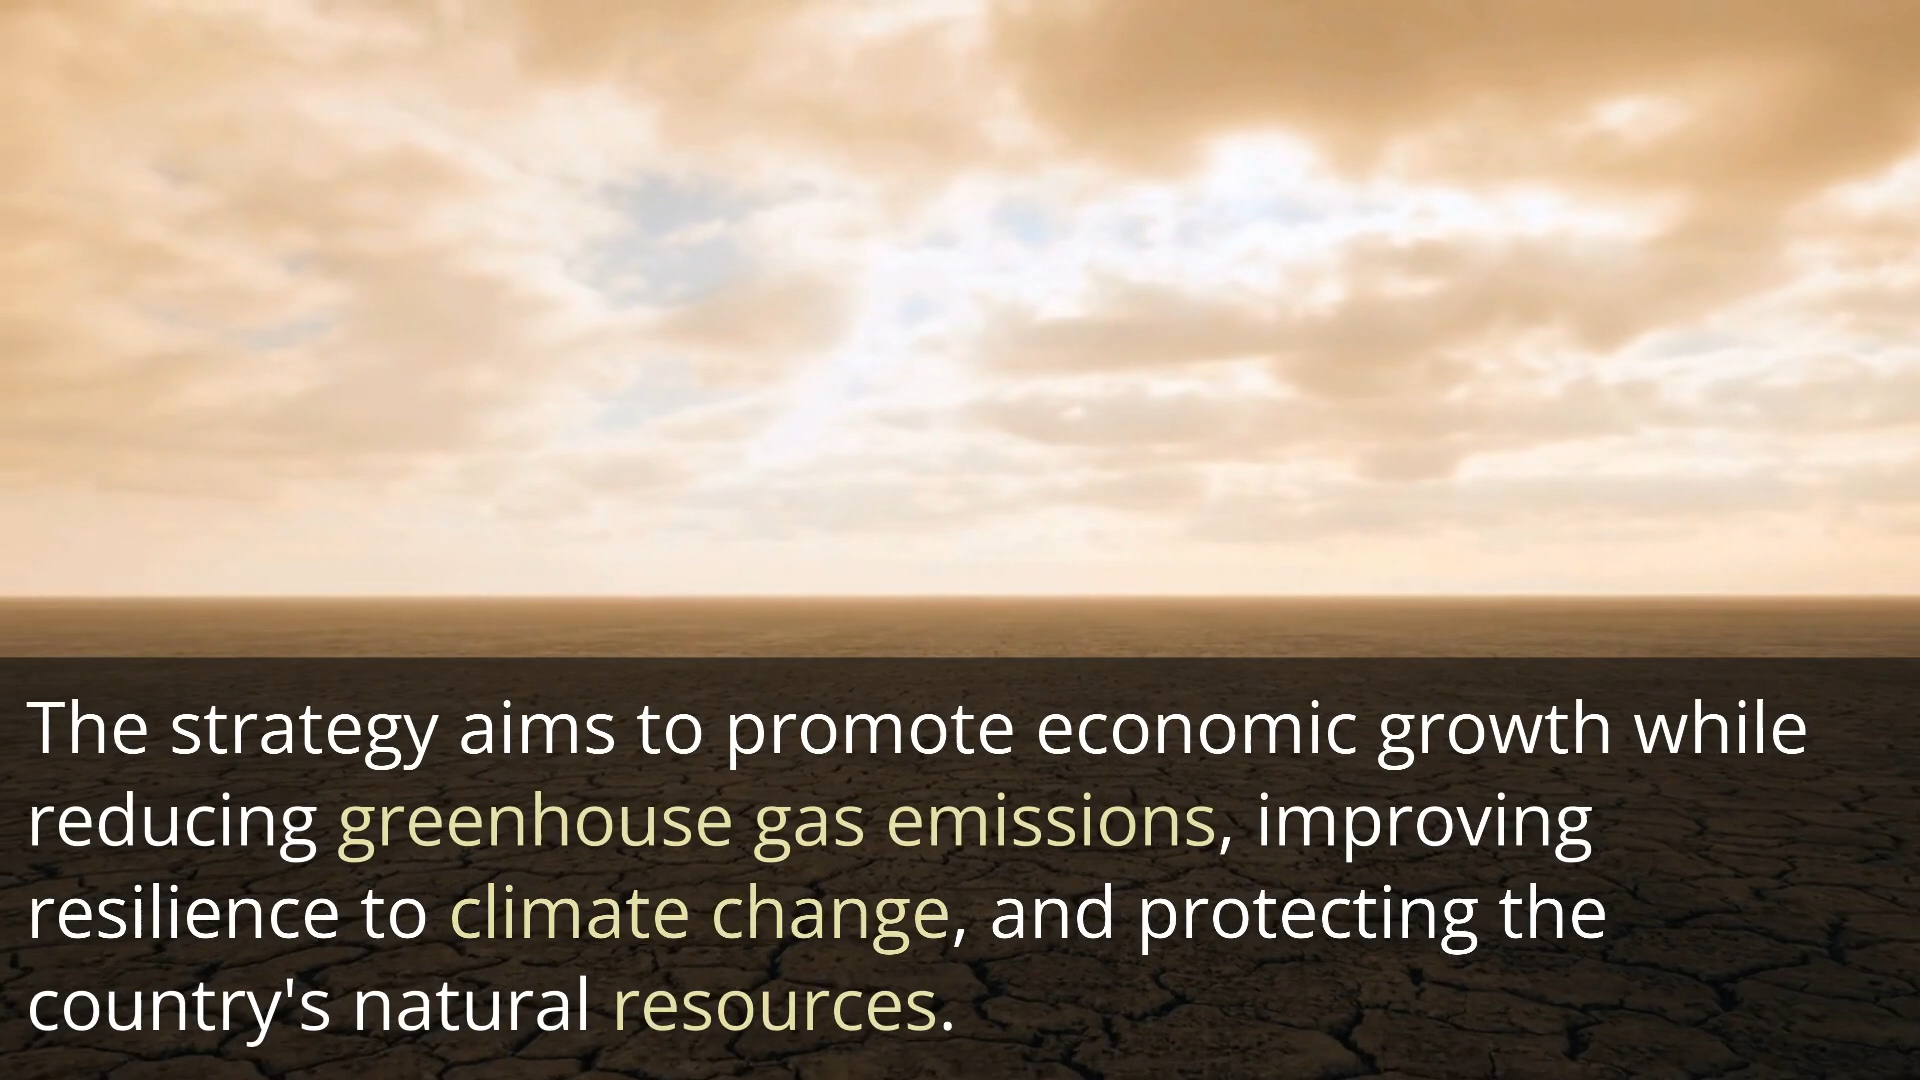 The strategy aims to promote economic growth while
reducing greenhouse gas emissions, improving
resilience to climate change, and protecting the
country's natural resources.